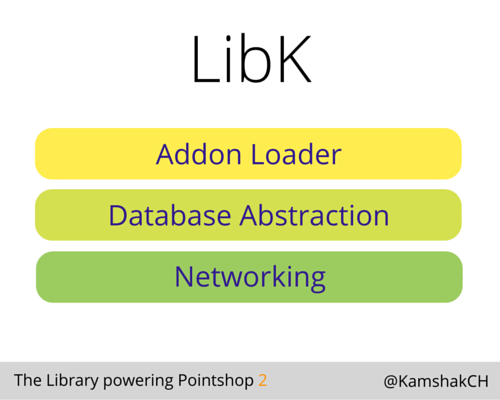 LibK
Addon Loader
Database Abstraction
Networking
The Library powering Pointshop 2
@KamshakCH